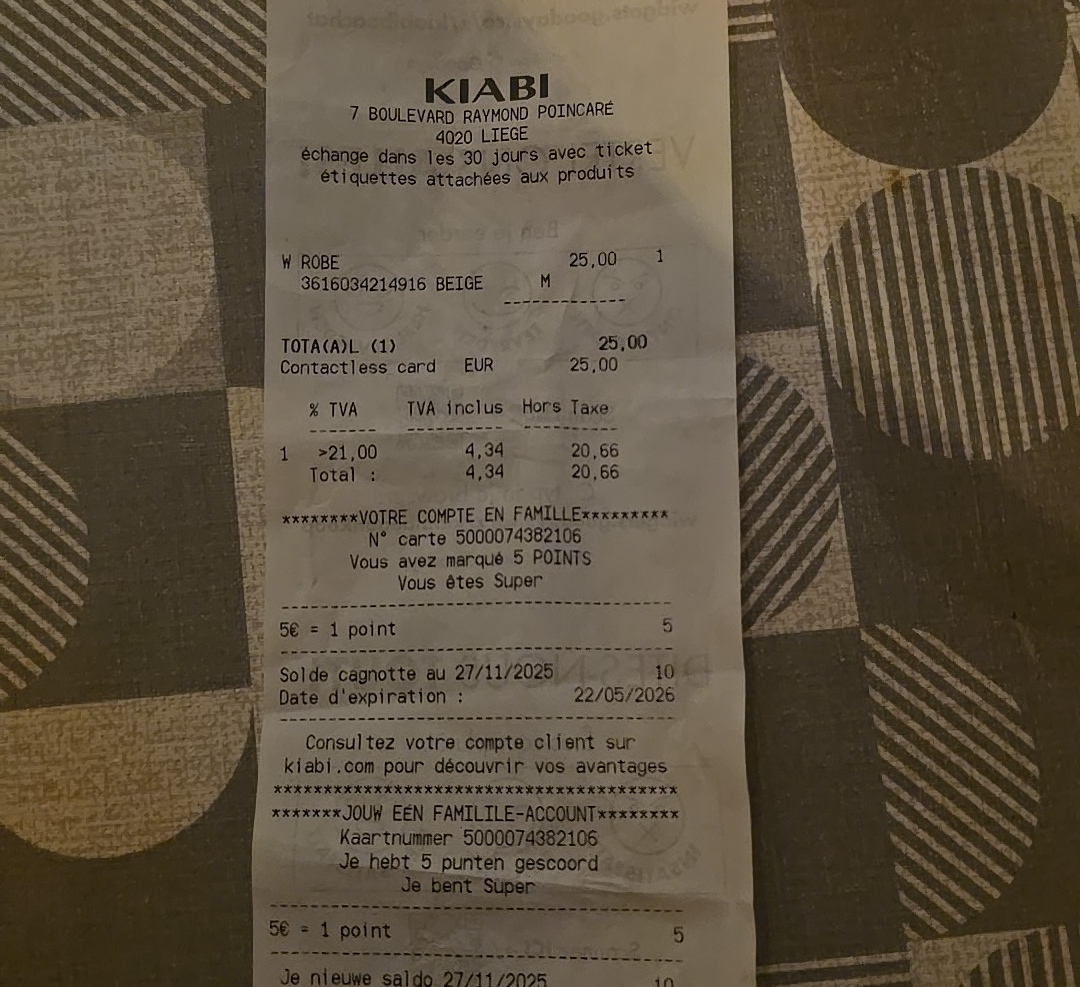 KIABI
7 BOULEVARD RAYMOND POINCARÉ
4020 LIEGE
échange dans les 30 jours avec ticket
étiquettes attachées aux produits
W ROBE 25,00 1
3616034214916 BEIGE M
-------------
TOTA(A)L (1) 25,00
Contactless card EUR 25,00
% TVA TVA inclus Hors Taxe
------- ---------- ----------
1 >21,00 4,34 20,66
Total : 4,34 20,66
********VOTRE COMPTE EN FAMILLE*********
N° carte 5000074382106
Vous avez marqué 5 POINTS
Vous êtes Super
----------------------------------------
5€ = 1 point 5
----------------------------------------
Solde cagnotte au 27/11/2025 10
Date d'expiration : 22/05/2026
----------------------------------------
Consultez votre compte client sur
kiabi.com pour découvrir vos avantages
****************************************
*******JOUW EÉN FAMILILE-ACCOUNT********
Kaartnummer 5000074382106
Je hebt 5 punten gescoord
Je bent Super
----------------------------------------
5€ = 1 point 5
----------------------------------------
Je nieuwe saldo 27/11/2025 10